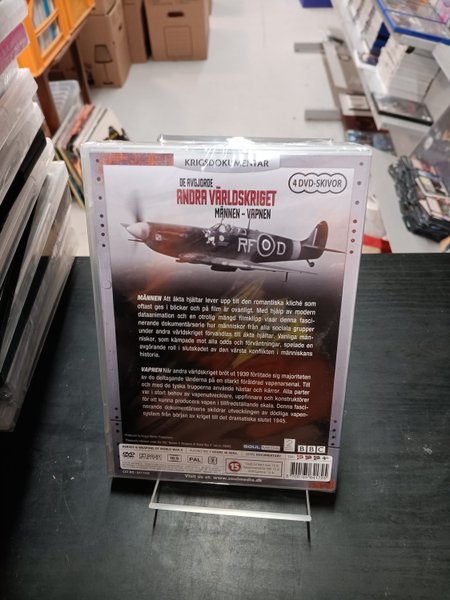 KRIGSDOKUMENTÄR
4 DVD-SKIVOR
DE AVGJORDE
ANDRA VÄRLDSKRIGET
MÄNNEN - VAPNEN
RF D
MÄNNEN Att äkta hjältar lever upp till den romantiska kliché som
oftast ges i böcker och på film är ovanligt. Med hjälp av modern
dataanimation och en otrolig mängd filmklipp visar denna fasci-
nerande dokumentärserie hur människor från alla sociala grupper
under andra världskriget förvandlas till äkta hjältar. Vanliga män-
niskor, som kämpade mot alla odds och förväntningar, spelade en
avgörande roll i slutskedet av den värsta konflikten i människans
historia.
VAPNEN När andra världskriget bröt ut 1939 förlitade sig majoriteten
av de deltagande länderna på en starkt föråldrad vapenarsenal. Till
och med de tyska trupperna använde hästar och kärror. Alla parter
var i stort behov av vapenutvecklare, uppfinnare och konstruktörer
för att kunna producera vapen i tillfredställande skala. Denna fasci-
nerande dokumentärserie skildrar utvecklingen av dödliga vapen-
system från början av kriget till det dramatiska slutet 1945.
SOUL
BBC
DVD
PAL
15
Visit us at: www.soulmedia.se